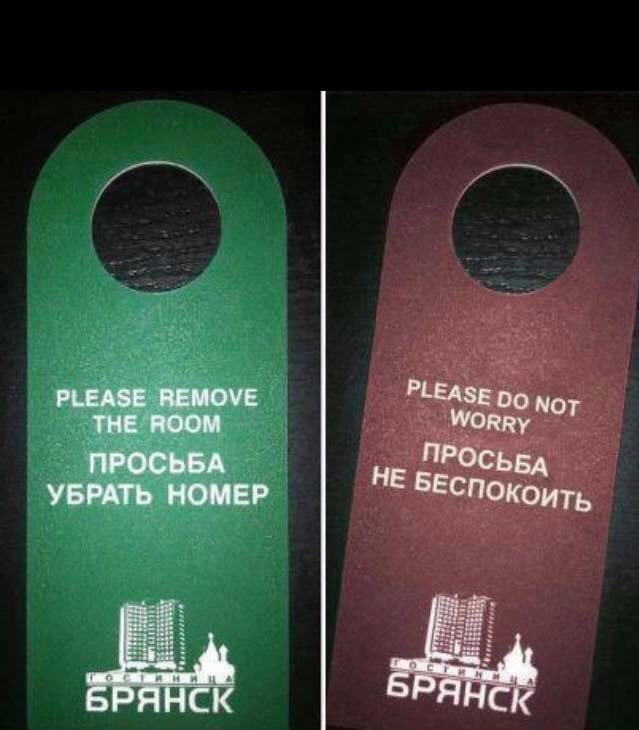 PLEASE REMOVE
THE ROOM
ПРОСЬБА
УБРАТЬ НОМЕР
ГОСТИНИЦА
БРЯНСК
PLEASE DO NOT
WORRY
ПРОСЬБА
НЕ БЕСПОКОИТЬ
ГОСТИНИЦА
БРЯНСК